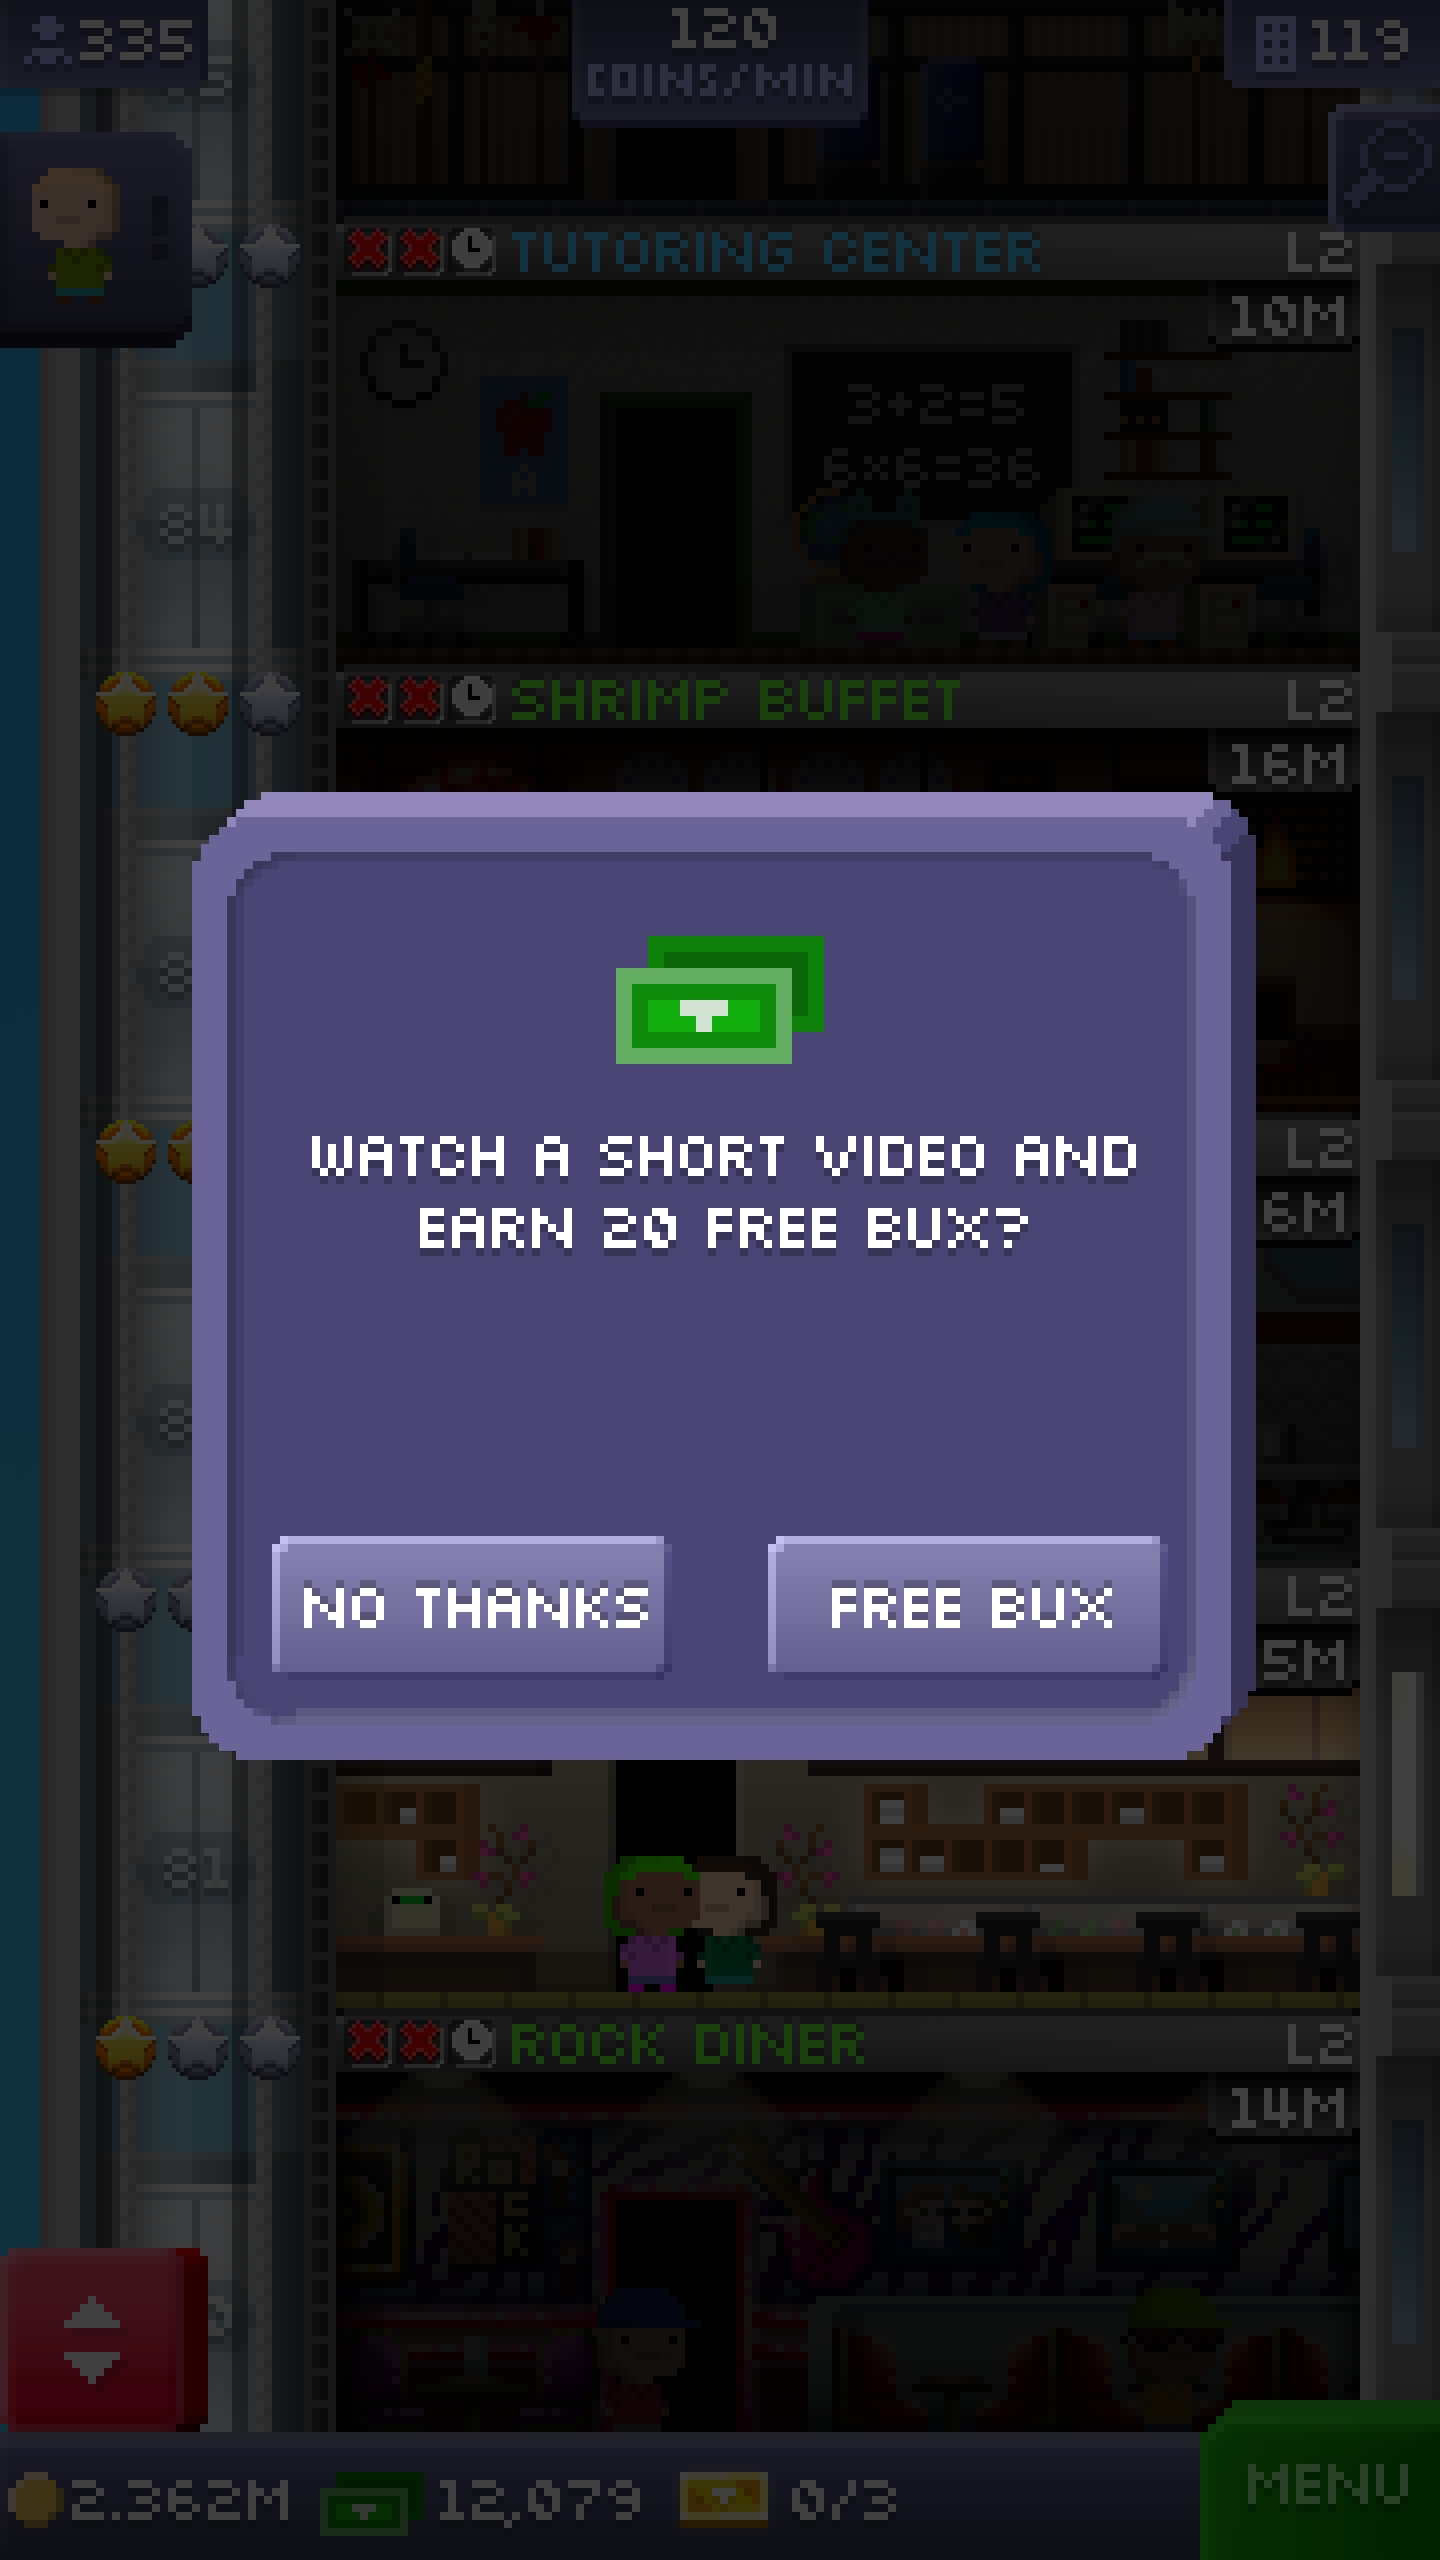 335
120
COINS/MIN
119
TUTORING CENTER
L2
10M
3+2=5
6×6=36
A
84
SHRIMP BUFFET
L2
16M
L2
6M
WATCH A SHORT VIDEO AND
EARN 20 FREE BUX?
NO THANKS
FREE BUX
L2
5M
81
ROCK DINER
L2
14M
2.362M
12,079
0/3
MENU